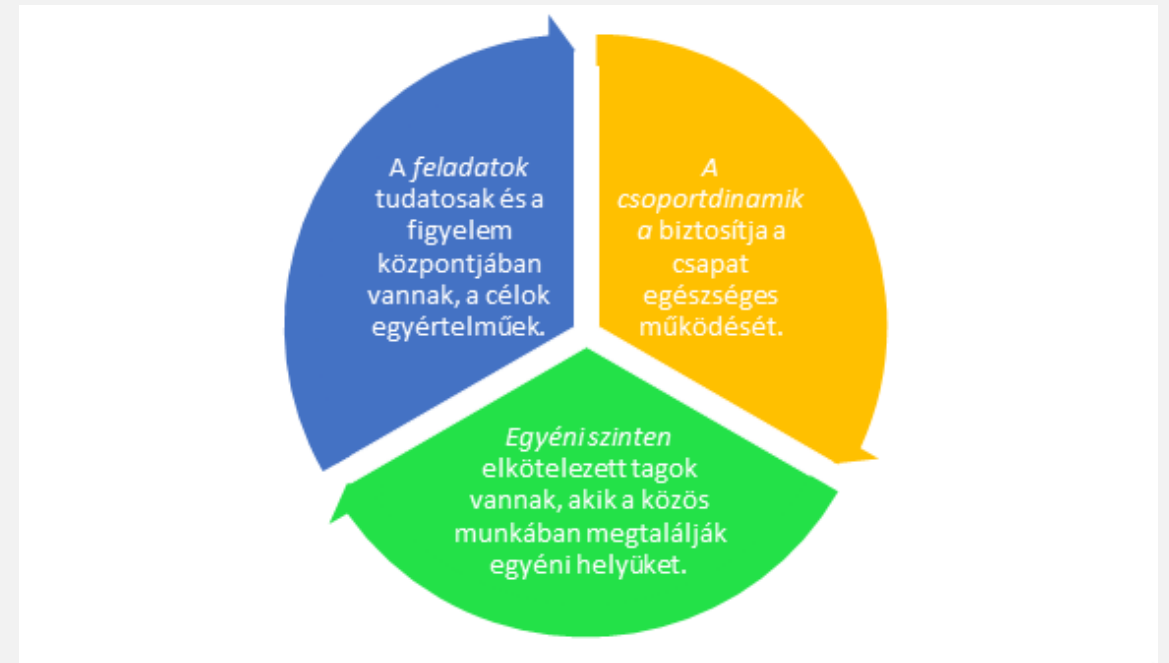 A feladatok
tudatosak és a
figyelem
központjában
vannak, a célok
egyértelműek.
A
csoportdinamik
a biztosítja a
csapat
egészséges
működését.
Egyéni szinten
elkötelezett tagok
vannak, akik a közös
munkában megtalálják
egyéni helyüket.